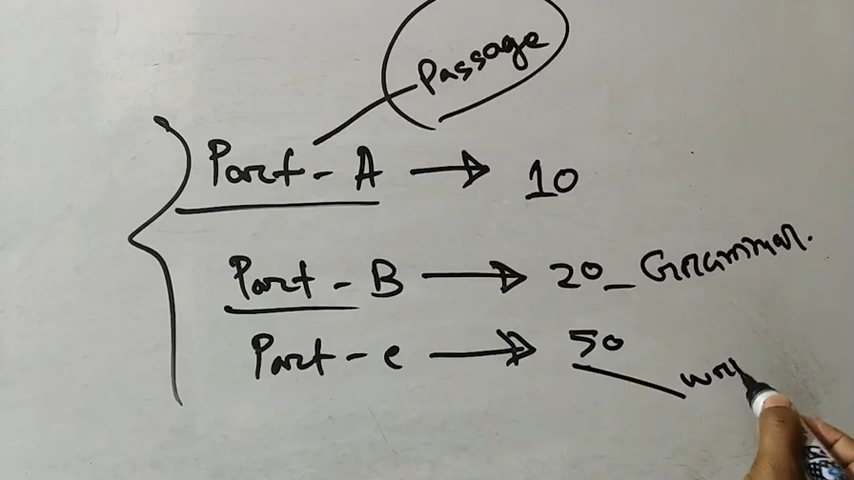 Passage
Part - A → 10
Part - B → 20 - Grammar.
Part - c → 50